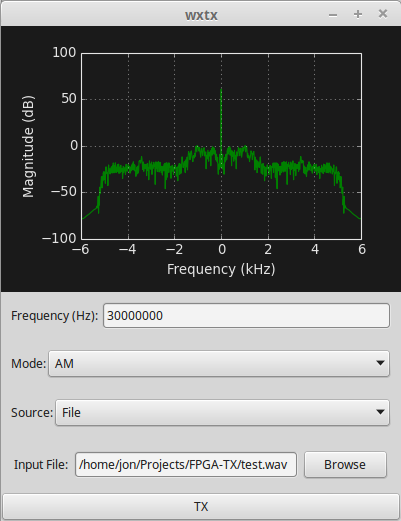 wxtx
100
50
0
−50
−100
Magnitude (dB)
−6 −4 −2 0 2 4 6
Frequency (kHz)
Frequency (Hz): 30000000
Mode: AM
Source: File
Input File: /home/jon/Projects/FPGA-TX/test.wav Browse
TX